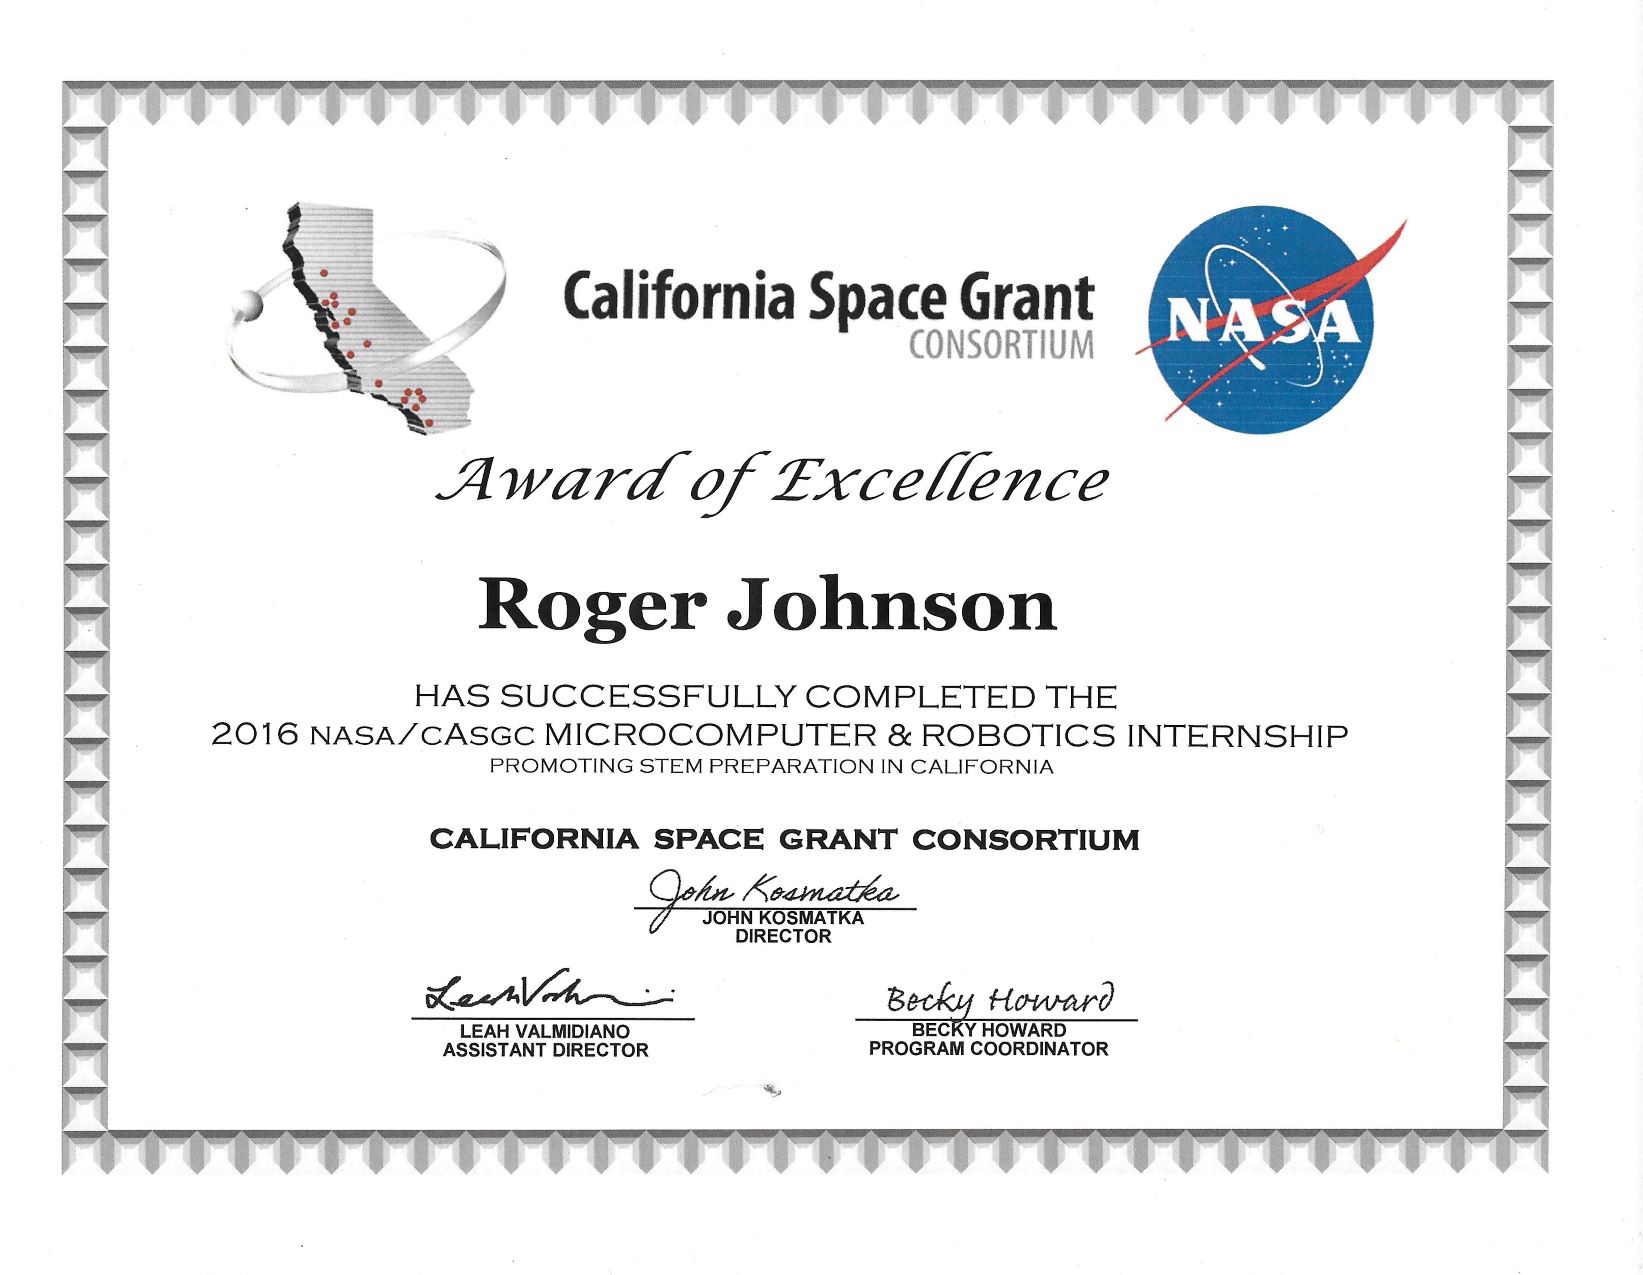 California Space Grant
CONSORTIUM
NASA
Award of Excellence
Roger Johnson
HAS SUCCESSFULLY COMPLETED THE
2016 NASA/CASGC MICROCOMPUTER & ROBOTICS INTERNSHIP
PROMOTING STEM PREPARATION IN CALIFORNIA
CALIFORNIA SPACE GRANT CONSORTIUM
John Kosmatka
JOHN KOSMATKA
DIRECTOR
Leah Valmidiano
LEAH VALMIDIANO
ASSISTANT DIRECTOR
Becky Howard
BECKY HOWARD
PROGRAM COORDINATOR